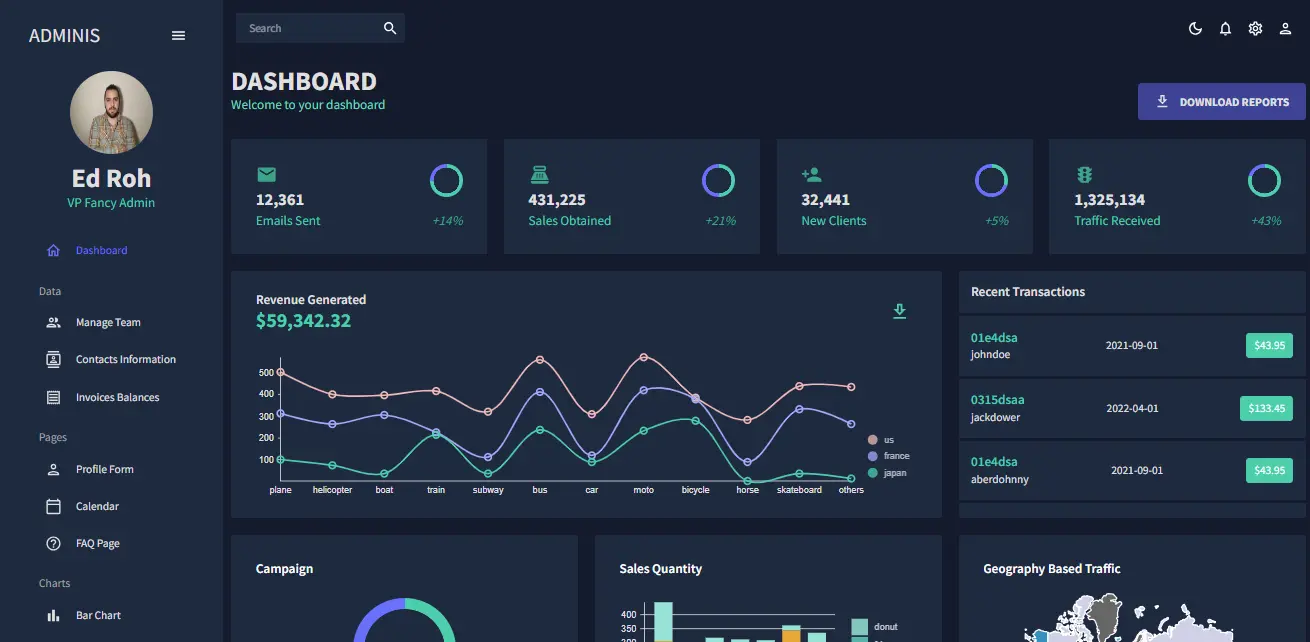 ADMINIS
Search
Ed Roh
VP Fancy Admin
Dashboard
Data
Manage Team
Contacts Information
Invoices Balances
Pages
Profile Form
Calendar
FAQ Page
Charts
Bar Chart
DASHBOARD
Welcome to your dashboard
DOWNLOAD REPORTS
12,361
Emails Sent
+14%
431,225
Sales Obtained
+21%
32,441
New Clients
+5%
1,325,134
Traffic Received
+43%
Revenue Generated
$59,342.32
500
400
300
200
100
plane helicopter boat train subway bus car moto bicycle horse skateboard others
us
france
japan
Recent Transactions
01e4dsa
johndoe
2021-09-01
$43.95
0315dsaa
jackdower
2022-04-01
$133.45
01e4dsa
aberdohnny
2021-09-01
$43.95
Campaign
Sales Quantity
400
350
donut
Geography Based Traffic